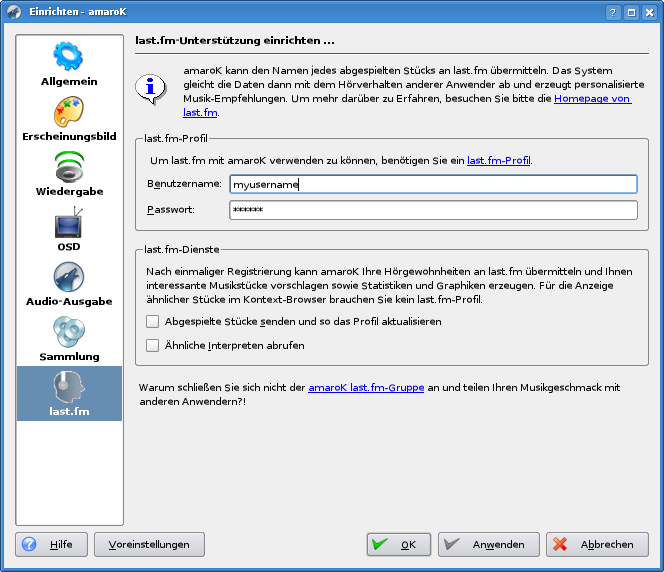 Einrichten - amaroK
Allgemein
Erscheinungsbild
Wiedergabe
OSD
Audio-Ausgabe
Sammlung
last.fm
last.fm-Unterstützung einrichten ...
amaroK kann den Namen jedes abgespielten Stücks an last.fm übermitteln. Das System
gleicht die Daten dann mit dem Hörverhalten anderer Anwender ab und erzeugt personalisierte
Musik-Empfehlungen. Um mehr darüber zu Erfahren, besuchen Sie bitte die Homepage von
last.fm.
last.fm-Profil
Um last.fm mit amaroK verwenden zu können, benötigen Sie ein last.fm-Profil.
Benutzername: myusername
Passwort: ******
last.fm-Dienste
Nach einmaliger Registrierung kann amaroK Ihre Hörgewohnheiten an last.fm übermitteln und Ihnen
interessante Musikstücke vorschlagen sowie Statistiken und Graphiken erzeugen. Für die Anzeige
ähnlicher Stücke im Kontext-Browser brauchen Sie kein last.fm-Profil.
Abgespielte Stücke senden und so das Profil aktualisieren
Ähnliche Interpreten abrufen
Warum schließen Sie sich nicht der amaroK last.fm-Gruppe an und teilen Ihren Musikgeschmack mit
anderen Anwendern?!
Hilfe
Voreinstellungen
OK
Anwenden
Abbrechen